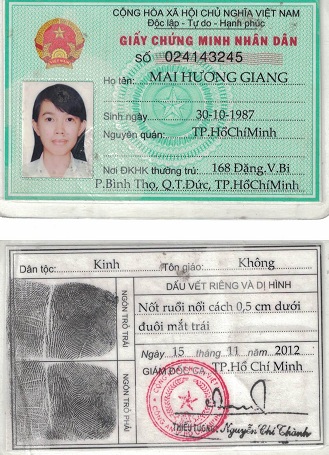 CỘNG HÒA XÃ HỘI CHỦ NGHĨA VIỆT NAM
Độc lập - Tự do - Hạnh phúc
GIẤY CHỨNG MINH NHÂN DÂN
SỐ 024143245
Họ tên: MAI HƯƠNG GIANG
Sinh ngày 30-10-1987
Nguyên quán: TP.HồChíMinh
Nơi ĐKHK thường trú: 168 Đặng.V.Bi
P.Bình Thọ, Q.T.Đức, TP.HồChíMinh
Dân tộc: Kinh Tôn giáo: Không
NGÓN TRỎ TRÁI
NGÓN TRỎ PHẢI
DẤU VẾT RIÊNG VÀ DỊ HÌNH
Nốt ruồi nổi cách 0,5 cm dưới
đuôi mắt trái
Ngày 15 tháng 11 năm 2012
GIÁM ĐỐC CA TP.Hồ Chí Minh
THIẾU TƯỚNG: Nguyễn Chí Thành